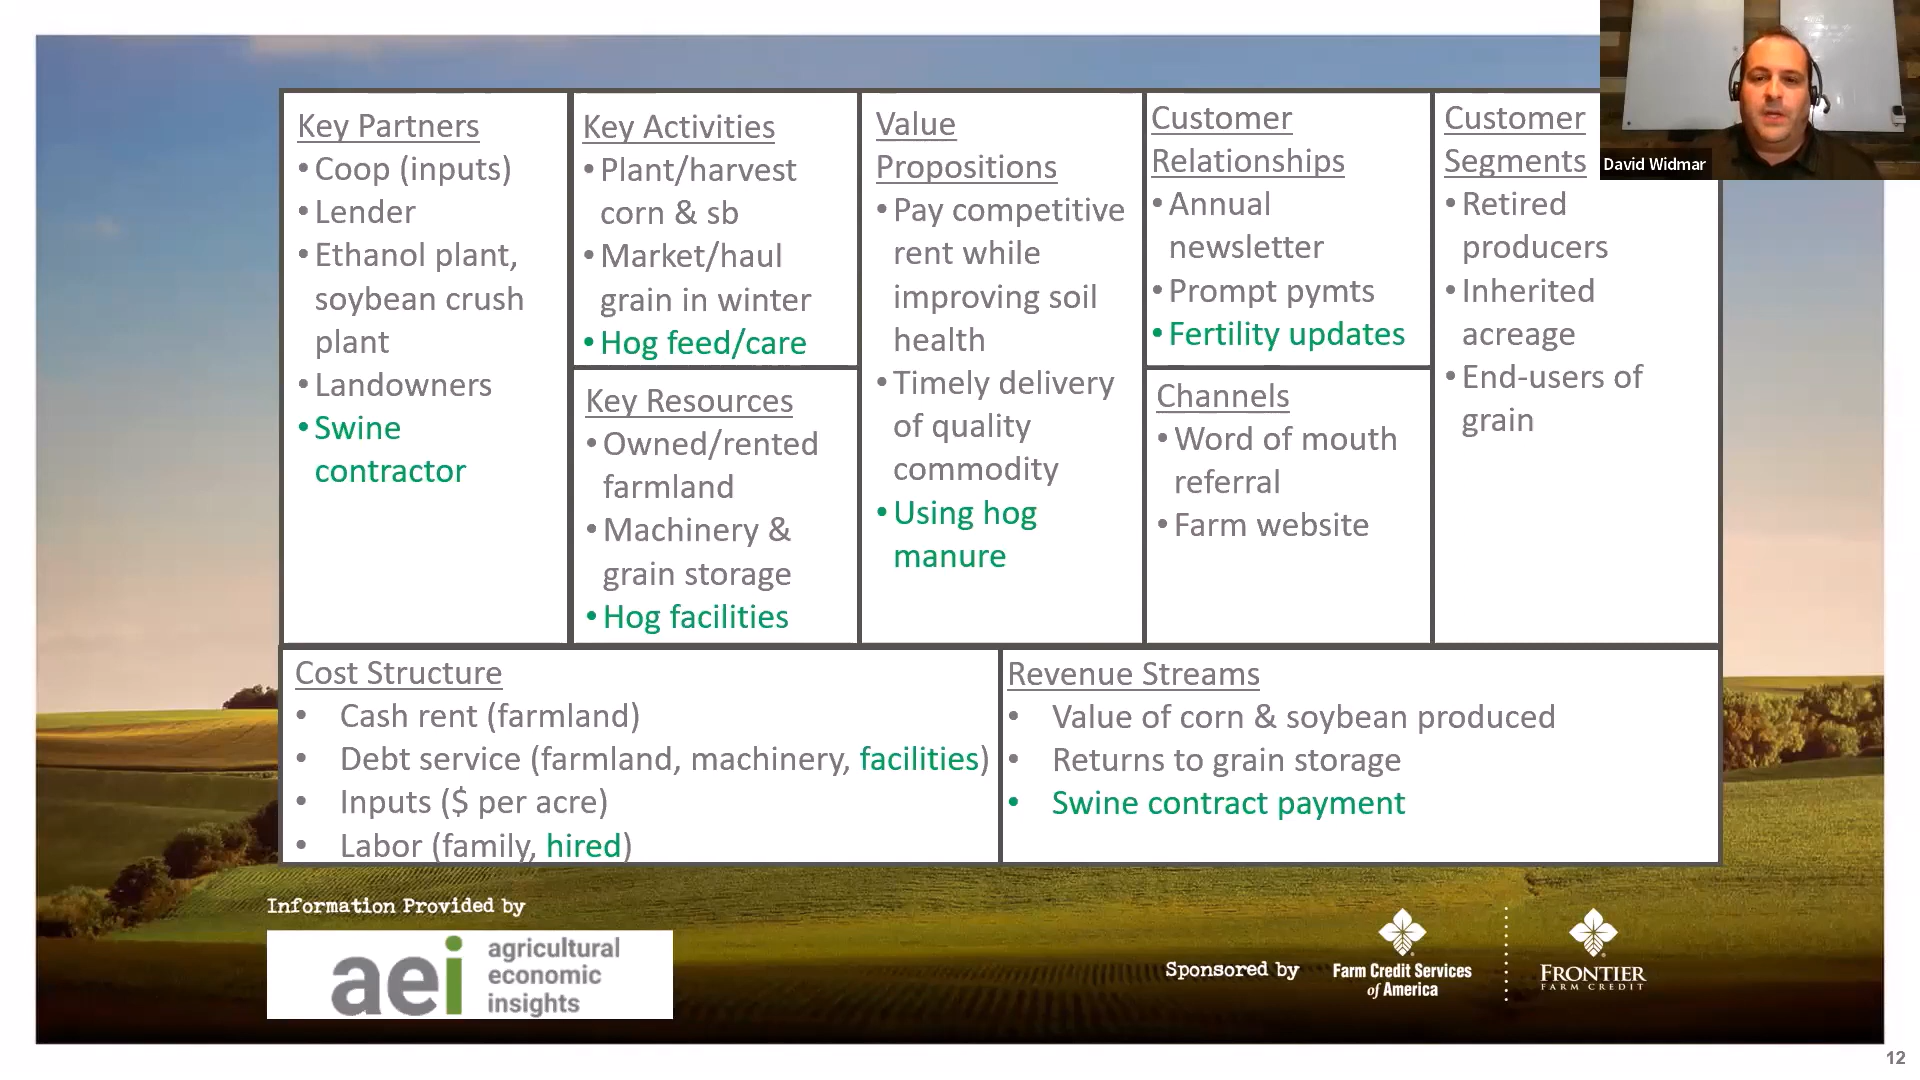 Key Partners
• Coop (inputs)
• Lender
• Ethanol plant,
soybean crush
plant
• Landowners
• Swine
contractor
Key Activities
• Plant/harvest
corn & sb
• Market/haul
grain in winter
• Hog feed/care
Key Resources
• Owned/rented
farmland
• Machinery &
grain storage
• Hog facilities
Value
Propositions
• Pay competitive
rent while
improving soil
health
• Timely delivery
of quality
commodity
• Using hog
manure
Customer
Relationships
• Annual
newsletter
• Prompt pymts
• Fertility updates
Channels
• Word of mouth
referral
• Farm website
Customer
Segments
• Retired
producers
• Inherited
acreage
• End-users of
grain
David Widmar
Cost Structure
• Cash rent (farmland)
• Debt service (farmland, machinery, facilities)
• Inputs ($ per acre)
• Labor (family, hired)
Revenue Streams
• Value of corn & soybean produced
• Returns to grain storage
• Swine contract payment
Information Provided by
aei
agricultural
economic
insights
Sponsored by
Farm Credit Services
of America
FRONTIER
FARM CREDIT
12